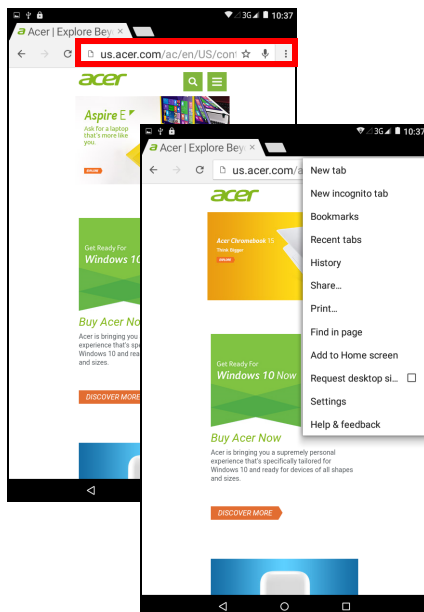 3G 10:37
Acer | Explore Bey
us.acer.com/ac/en/US/con
acer
Aspire E
Ask for a laptop
that's more like
you.
EXPLORE
Get Ready For
Windows 10
Buy Acer No
Acer is bringing you
experience that's spe
Windows 10 and rea
and sizes.
DISCOVER MORE
3G 10:37
Acer | Explore Bey
us.acer.com/a
acer
Acer Chromebook 15
Think Bigger
EXPLORE
Get Ready For
Windows 10 Now
Buy Acer Now
Acer is bringing you a supremely personal
experience that's specifically tailored for
Windows 10 and ready for devices of all shapes
and sizes.
DISCOVER MORE
New tab
New incognito tab
Bookmarks
Recent tabs
History
Share...
Print...
Find in page
Add to Home screen
Request desktop si...
Settings
Help & feedback